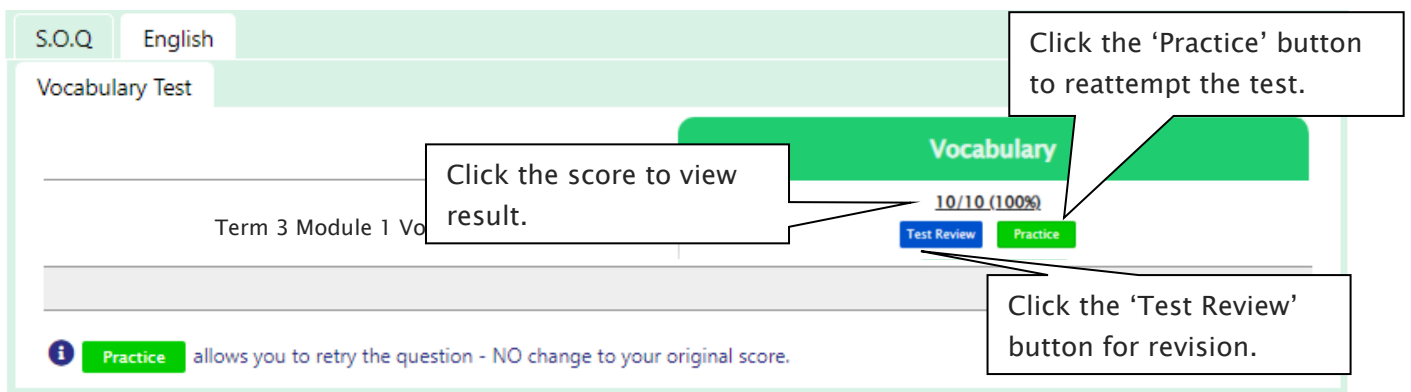 S.O.Q English
Click the ‘Practice’ button
to reattempt the test.
Vocabulary Test
Vocabulary
Click the score to view
result.
10/10 (100%)
Term 3 Module 1 Vo
Test Review Practice
Click the ‘Test Review’
button for revision.
Practice allows you to retry the question - NO change to your original score.